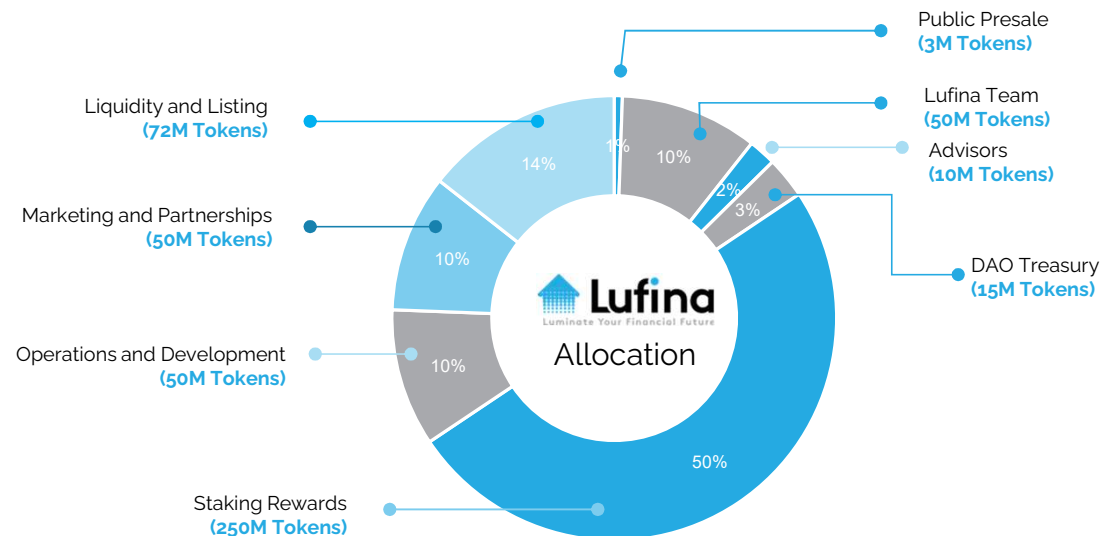 Public Presale
(3M Tokens)
Lufina Team
(50M Tokens)
Advisors
(10M Tokens)
DAO Treasury
(15M Tokens)
Liquidity and Listing
(72M Tokens)
Marketing and Partnerships
(50M Tokens)
Operations and Development
(50M Tokens)
Staking Rewards
(250M Tokens)
1%
10%
2%
3%
50%
10%
10%
14%
Lufina
Luminate Your Financial Future
Allocation